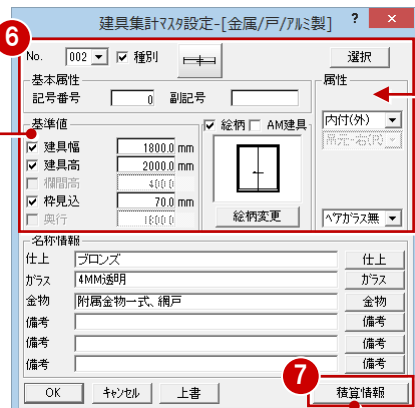 建具集計ﾏｽﾀ設定-[金属/戸/ｱﾙﾐ製] ? ×
6
No. 002 種別 選択
基本属性 属性
記号番号 0 副記号
内付(外)
吊元-右(R)
基準値 絵柄 AM建具
建具幅 1800.0 mm
建具高 2000.0 mm
欄間高 400.0
枠見込 70.0 mm
奥行 1800.0
絵柄変更 ﾍﾟｱｶﾞﾗｽ無
名称情報
仕上 ブロンズ 仕上
ｶﾞﾗｽ 4MM透明 ｶﾞﾗｽ
金物 附属金物一式、網戸 金物
備考 備考
備考 備考
備考 備考
7
OK ｷｬﾝｾﾙ 上書 積算情報